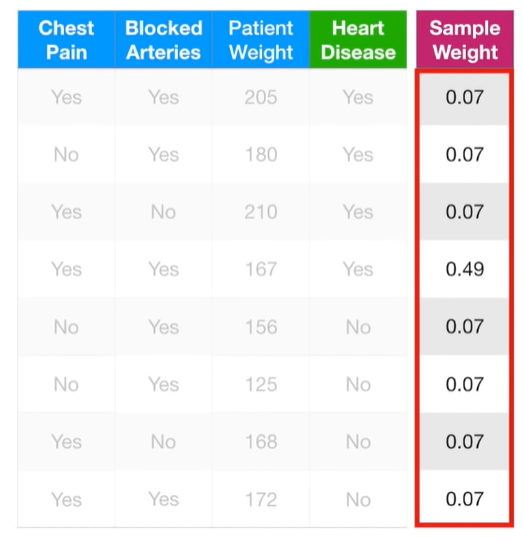 Chest Pain Blocked Arteries Patient Weight Heart Disease Sample Weight
Yes Yes 205 Yes 0.07
No Yes 180 Yes 0.07
Yes No 210 Yes 0.07
Yes Yes 167 Yes 0.49
No Yes 156 No 0.07
No Yes 125 No 0.07
Yes No 168 No 0.07
Yes Yes 172 No 0.07